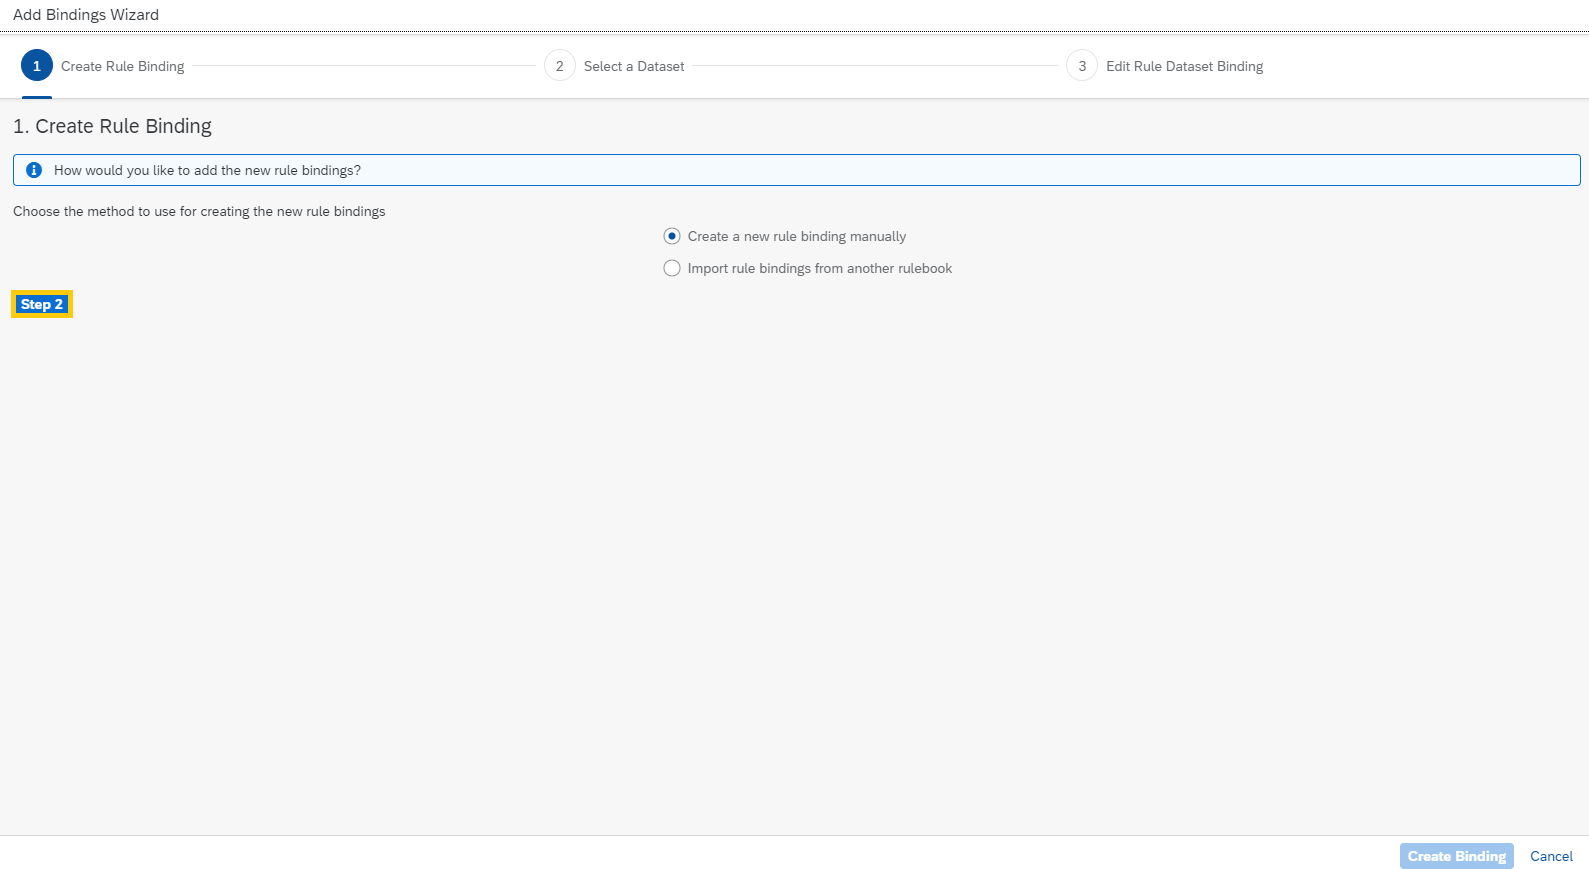 Add Bindings Wizard
1 Create Rule Binding 2 Select a Dataset 3 Edit Rule Dataset Binding
1. Create Rule Binding
How would you like to add the new rule bindings?
Choose the method to use for creating the new rule bindings
Create a new rule binding manually
Import rule bindings from another rulebook
Step 2
Create Binding Cancel